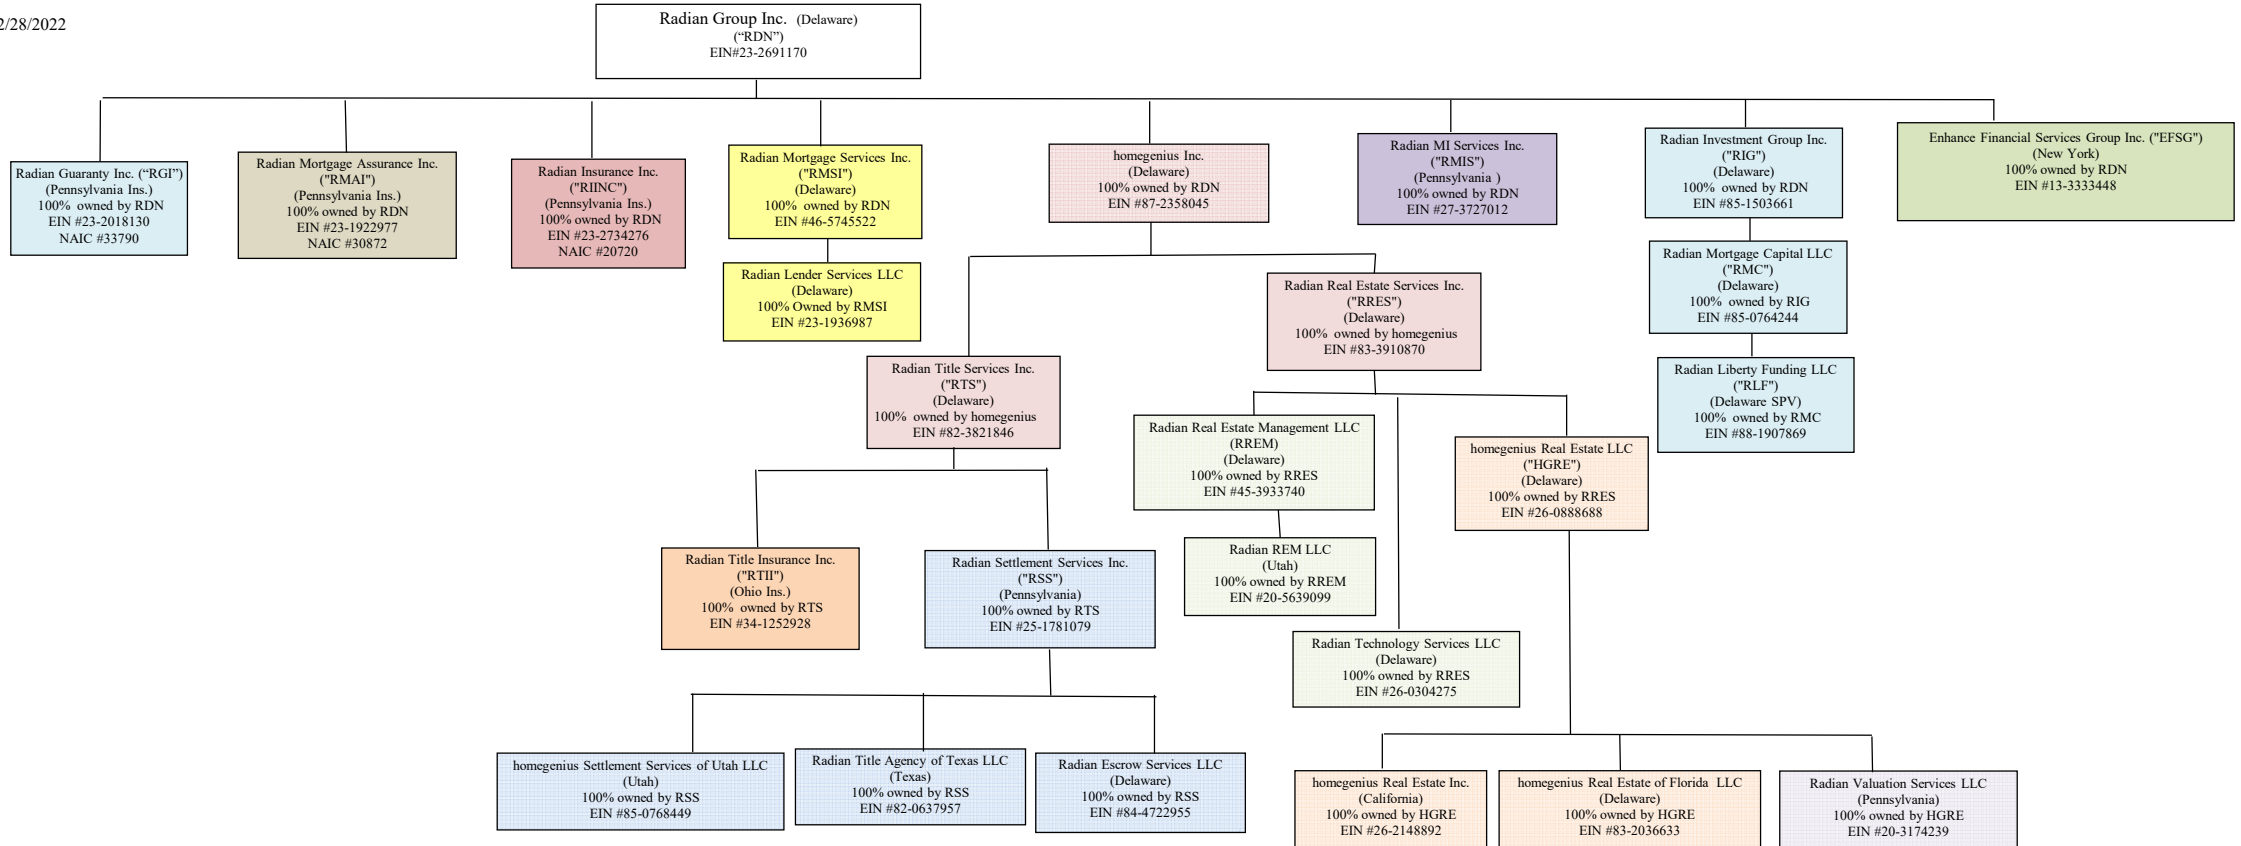 2/28/2022
Radian Group Inc. (Delaware)
(“RDN”)
EIN#23-2691170
Radian Guaranty Inc. (“RGI”)
(Pennsylvania Ins.)
100% owned by RDN
EIN #23-2018130
NAIC #33790
Radian Mortgage Assurance Inc.
"RMAI")
(Pennsylvania Ins.)
100% owned by RDN
EIN #23-1922977
NAIC #30872
Radian Insurance Inc.
("RIINC")
(Pennsylvania Ins.)
100% owned by RDN
EIN #23-2734276
NAIC #20720
Radian Mortgage Services Inc.
"RMSI")
(Delaware)
100% owned by RDN
EIN #46-5745522
Radian Lender Services LLC
(Delaware)
100% Owned by RMSI
EIN #23-1936987
homegenius Inc.
(Delaware)
100% owned by RDN
EIN #87-2358045
Radian MI Services Inc.
"RMIS")
(Pennsylvania )
100% owned by RDN
EIN #27-3727012
Radian Investment Group Inc.
"RIG")
(Delaware)
100% owned by RDN
EIN #85-1503661
Enhance Financial Services Group Inc. ("EFSG")
(New York)
100% owned by RDN
EIN #13-3333448
Radian Mortgage Capital LLC
("RMC")
(Delaware)
100% owned by RIG
EIN #85-0764244
Radian Liberty Funding LLC
("RLF")
(Delaware SPV)
100% owned by RMC
EIN #88-1907869
Radian Real Estate Services Inc.
("RRES")
(Delaware)
100% owned by homegenius
EIN #83-3910870
Radian Title Services Inc.
("RTS")
(Delaware)
100% owned by homegenius
EIN #82-3821846
Radian Real Estate Management LLC
(RREM)
(Delaware)
100% owned by RRES
EIN #45-3933740
homegenius Real Estate LLC
("HGRE")
(Delaware)
100% owned by RRES
EIN #26-0888688
Radian Title Insurance Inc.
("RTII")
(Ohio Ins.)
100% owned by RTS
EIN #34-1252928
Radian Settlement Services Inc.
("RSS")
(Pennsylvania)
100% owned by RTS
EIN #25-1781079
Radian REM LLC
(Utah)
100% owned by RREM
EIN #20-5639099
Radian Technology Services LLC
(Delaware)
100% owned by RRES
EIN #26-0304275
homegenius Settlement Services of Utah LLC
(Utah)
100% owned by RSS
EIN #85-0768449
Radian Title Agency of Texas LLC
(Texas)
100% owned by RSS
EIN #82-0637957
Radian Escrow Services LLC
(Delaware)
100% owned by RSS
EIN #84-4722955
homegenius Real Estate Inc.
(California)
100% owned by HGRE
EIN #26-2148892
homegenius Real Estate of Florida LLC
(Delaware)
100% owned by HGRE
EIN #83-2036633
Radian Valuation Services LLC
(Pennsylvania)
100% owned by HGRE
EIN #20-3174239